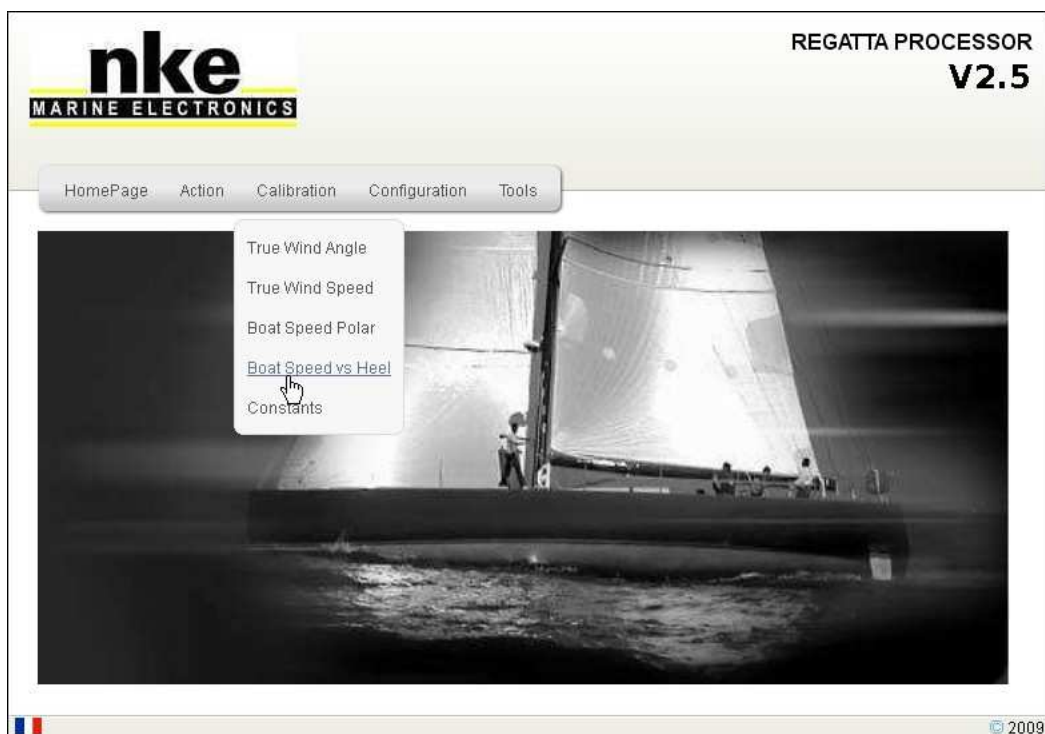 nke
MARINE ELECTRONICS
REGATTA PROCESSOR
V2.5
HomePage Action Calibration Configuration Tools
True Wind Angle
True Wind Speed
Boat Speed Polar
Boat Speed vs Heel
Constants
© 2009